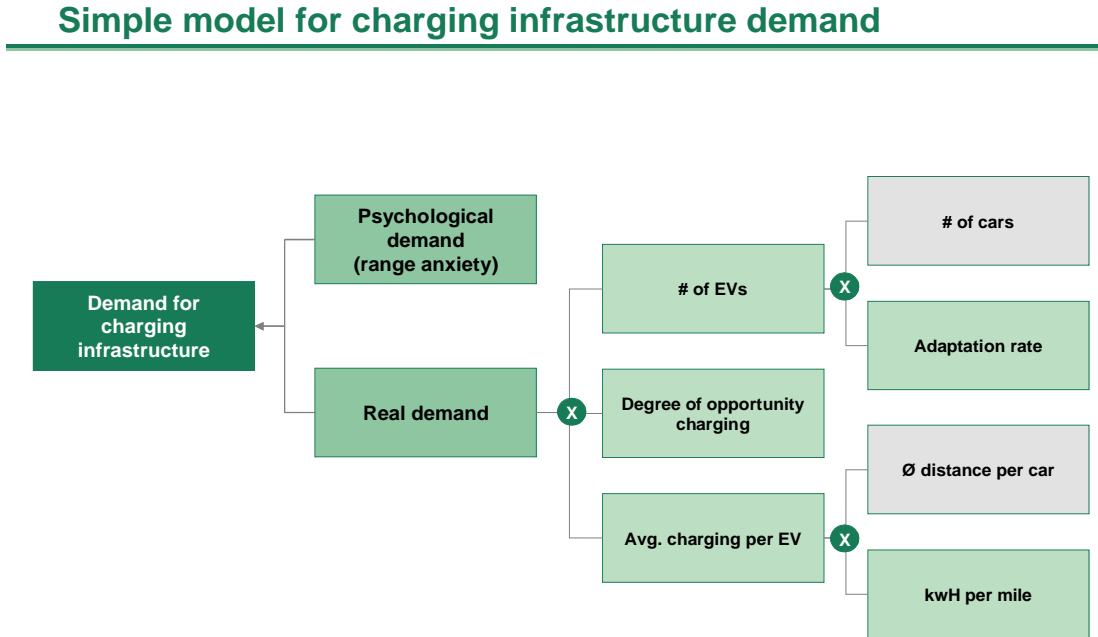 Simple model for charging infrastructure demand
Psychological
demand
(range anxiety)
# of cars
# of EVs
X
Demand for
charging
infrastructure
Adaptation rate
Real demand
X
Degree of opportunity
charging
Ø distance per car
Avg. charging per EV
X
kwH per mile